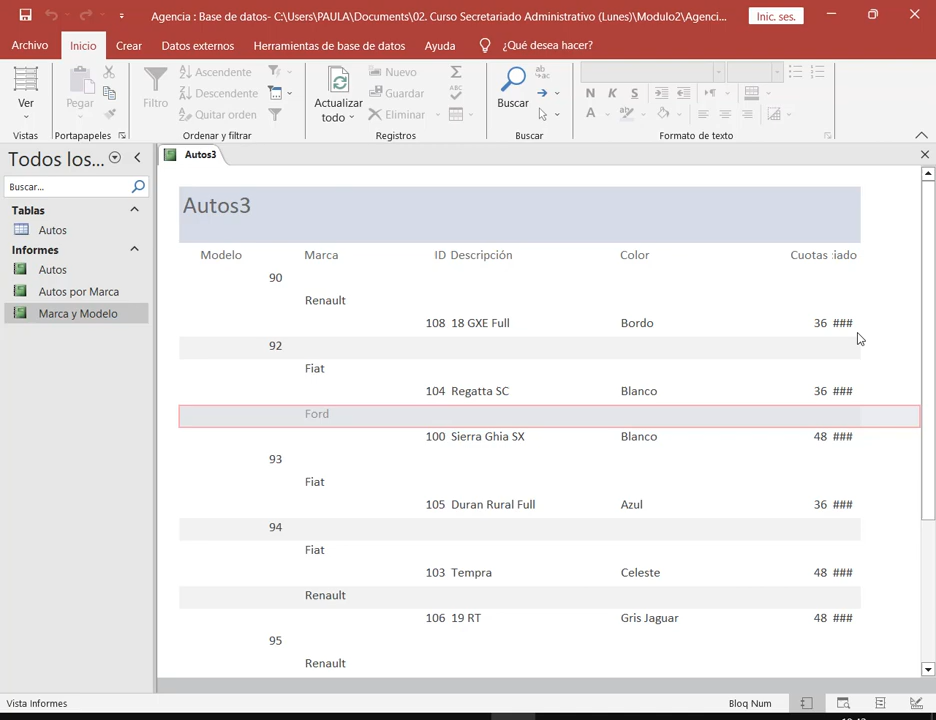 Agencia : Base de datos- C:\Users\PAULA\Documents\02. Curso Secretariado Administrativo (Lunes)\Modulo2\Agenci...
Inic. ses.
Archivo Inicio Crear Datos externos Herramientas de base de datos Ayuda ¿Qué desea hacer?
Ver
Vistas
Pegar
Portapapeles
Filtro
Ascendente
Descendente
Quitar orden
Ordenar y filtrar
Actualizar todo
Nuevo
Guardar
Eliminar
Registros
Buscar
Buscar
N K S
A
Formato de texto
Todos los...
Buscar...
Tablas
Autos
Informes
Autos
Autos por Marca
Marca y Modelo
Autos3
Autos3
Modelo Marca ID Descripción Color Cuotas iado
90
Renault
108 18 GXE Full Bordo 36 ###
92
Fiat
104 Regatta SC Blanco 36 ###
Ford
100 Sierra Ghia SX Blanco 48 ###
93
Fiat
105 Duran Rural Full Azul 36 ###
94
Fiat
103 Tempra Celeste 48 ###
Renault
106 19 RT Gris Jaguar 48 ###
95
Renault
Vista Informes
Bloq Num